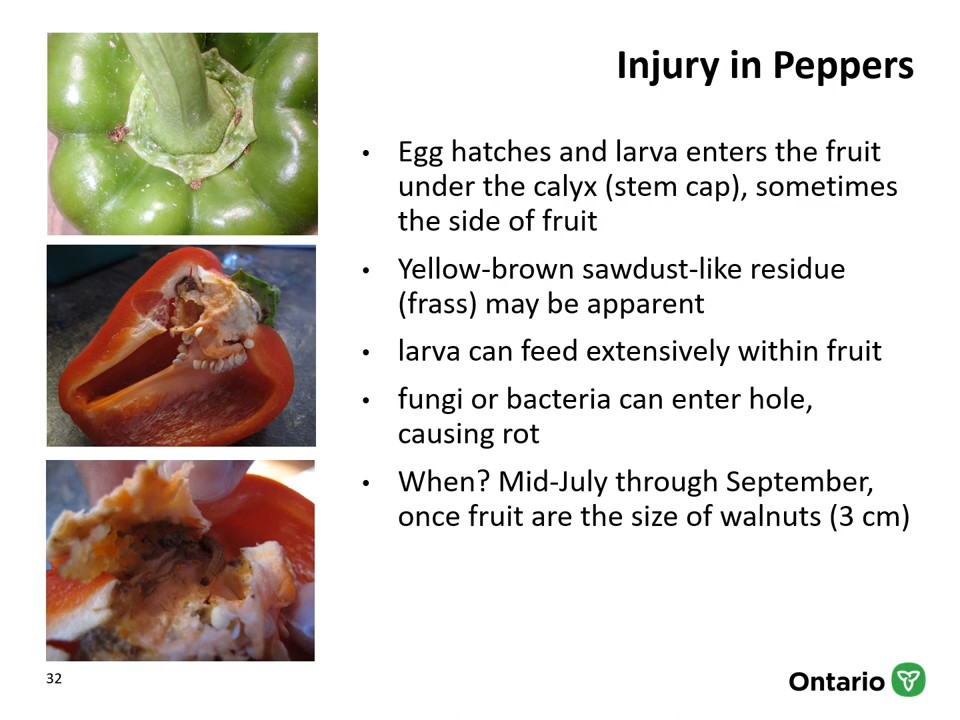 Injury in Peppers
• Egg hatches and larva enters the fruit
under the calyx (stem cap), sometimes
the side of fruit
• Yellow-brown sawdust-like residue
(frass) may be apparent
• larva can feed extensively within fruit
• fungi or bacteria can enter hole,
causing rot
• When? Mid-July through September,
once fruit are the size of walnuts (3 cm)
32
Ontario